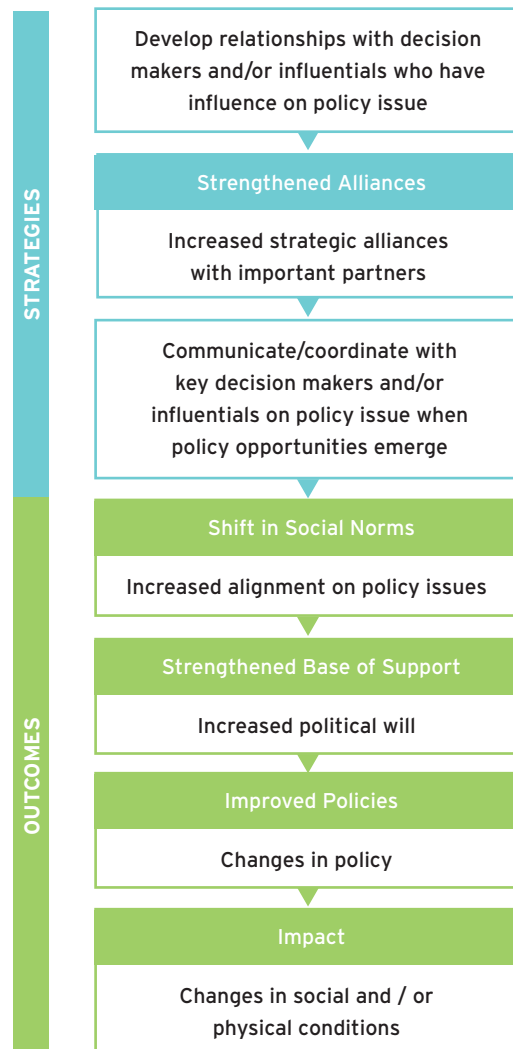 STRATEGIES
Develop relationships with decision
makers and/or influentials who have
influence on policy issue
Strengthened Alliances
Increased strategic alliances
with important partners
Communicate/coordinate with
key decision makers and/or
influentials on policy issue when
policy opportunities emerge
OUTCOMES
Shift in Social Norms
Increased alignment on policy issues
Strengthened Base of Support
Increased political will
Improved Policies
Changes in policy
Impact
Changes in social and / or
physical conditions